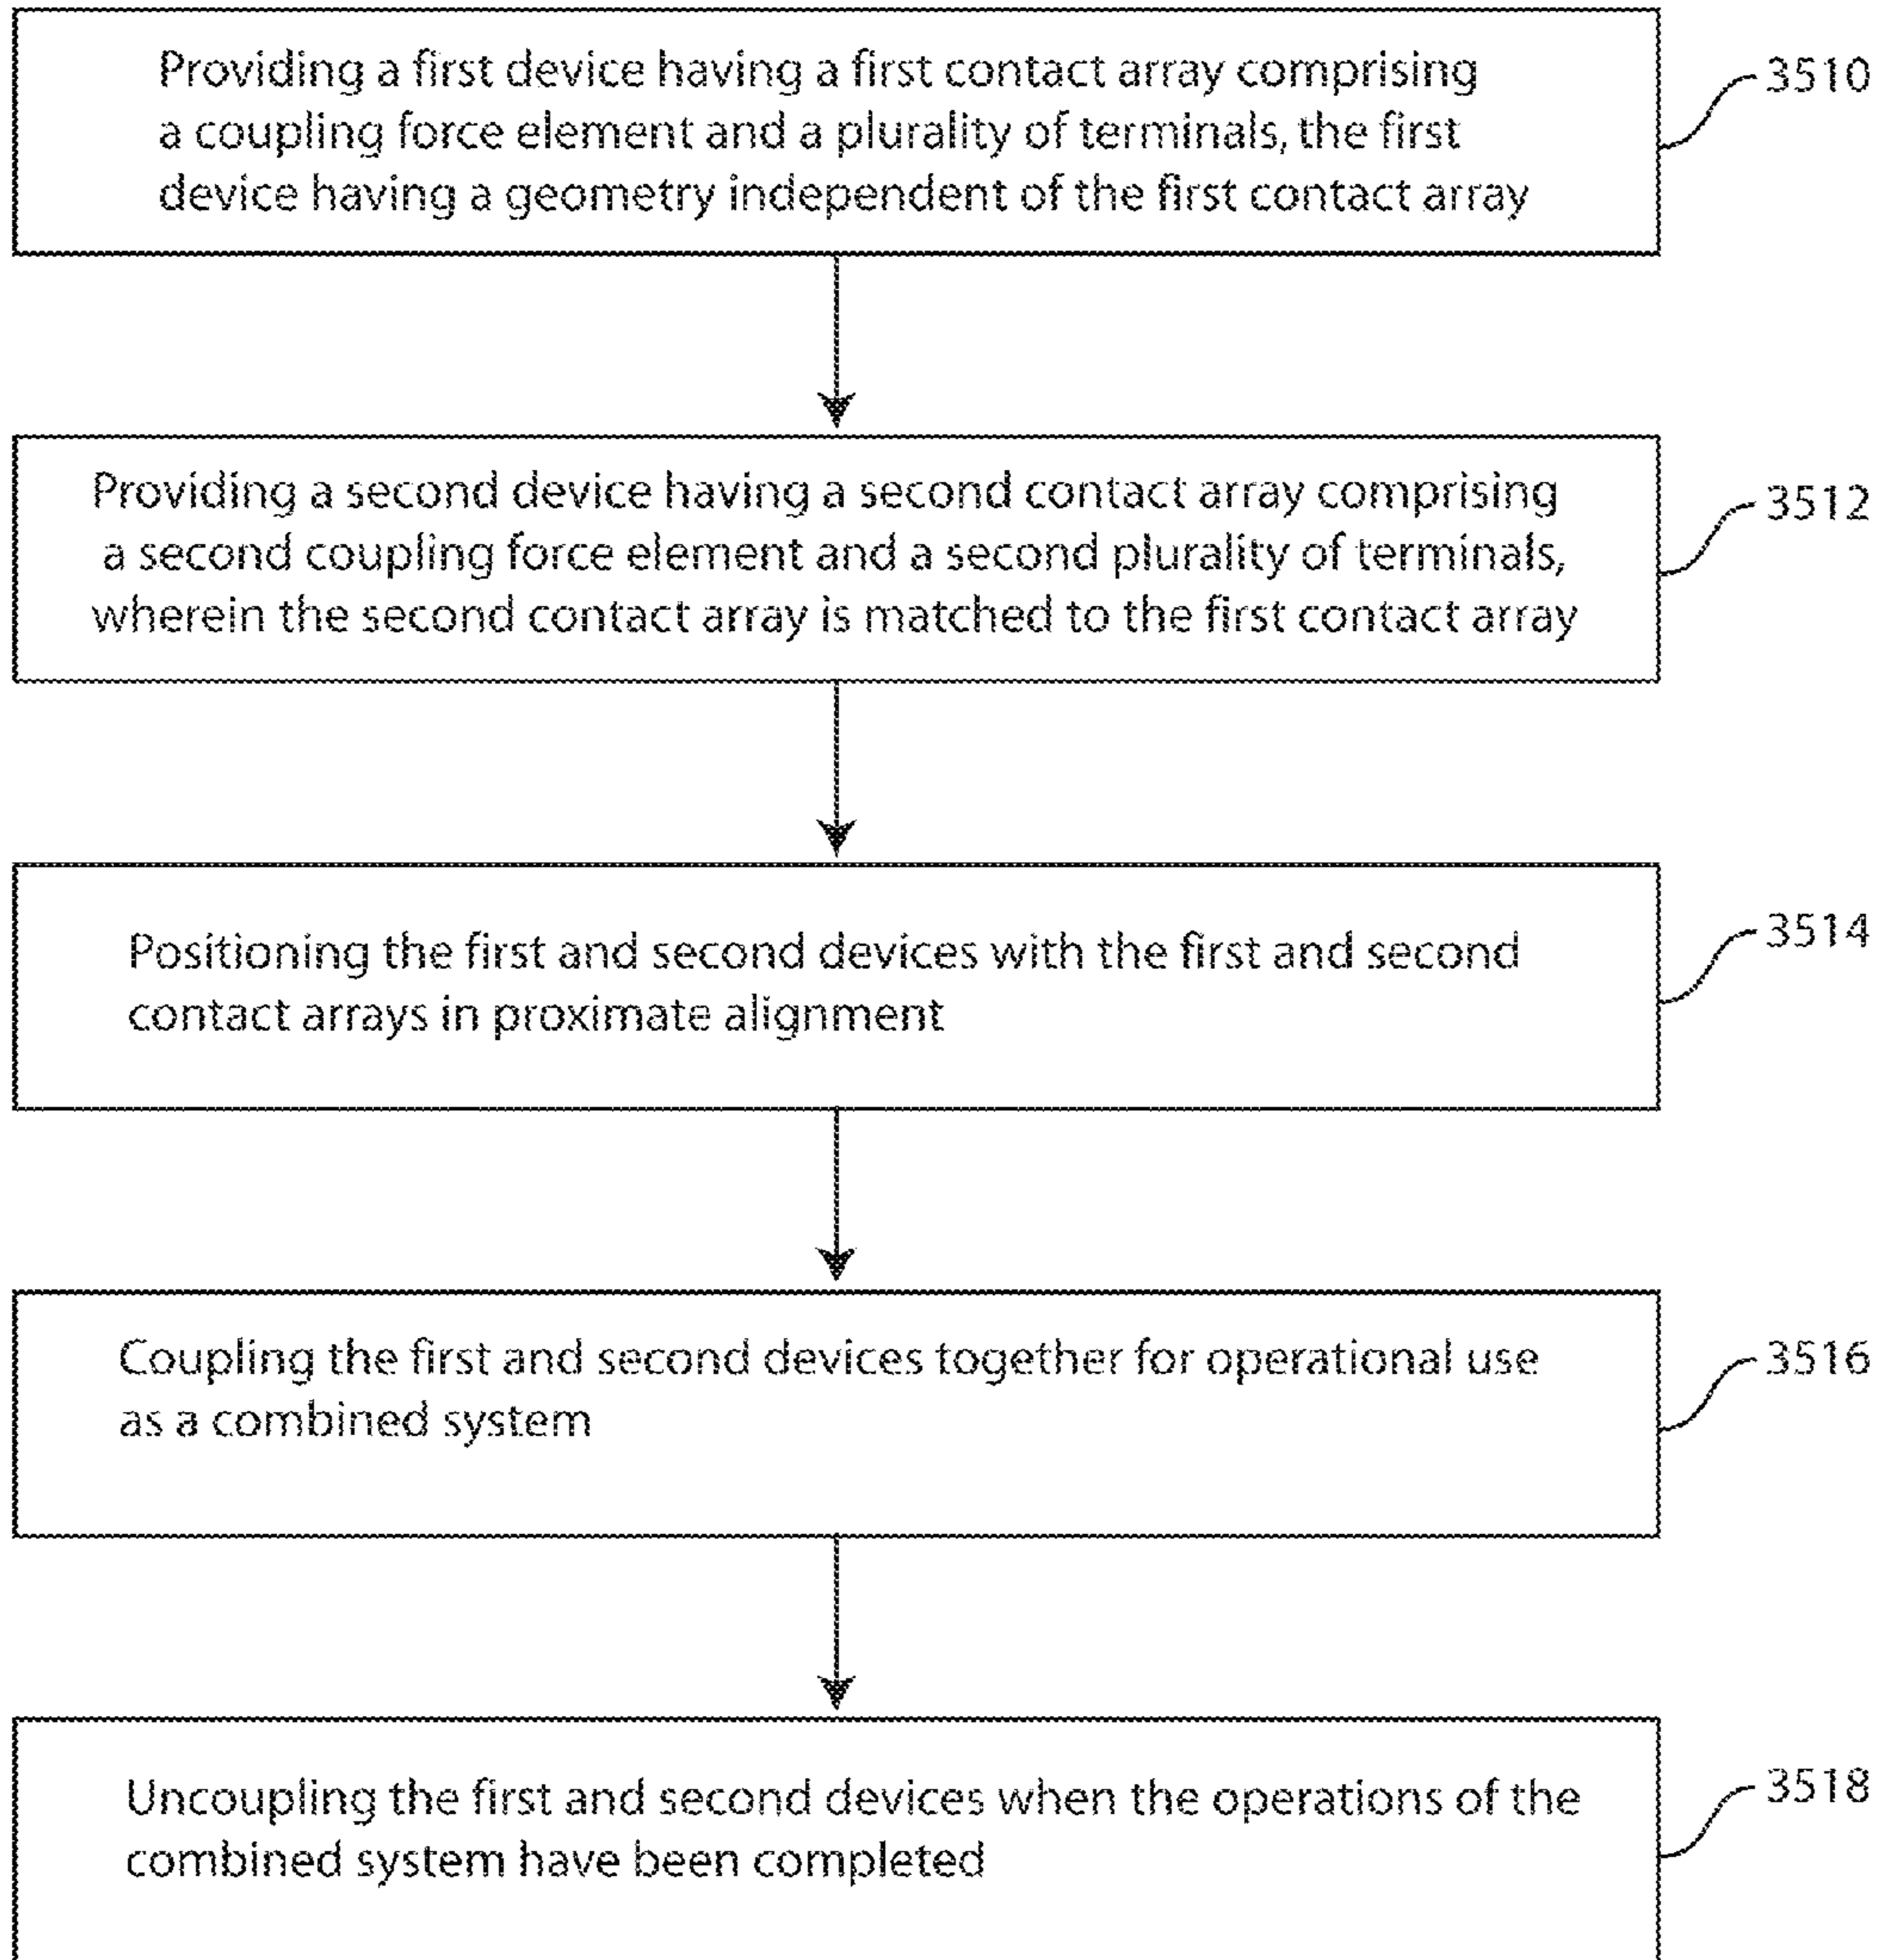 Providing a first device having a first contact array comprising
a coupling force element and a plurality of terminals, the first
device having a geometry independent of the first contact array
3510
Providing a second device having a second contact array comprising
a second coupling force element and a second plurality of terminals,
wherein the second contact array is matched to the first contact array
3512
Positioning the first and second devices with the first and second
contact arrays in proximate alignment
3514
Coupling the first and second devices together for operational use
as a combined system
3516
Uncoupling the first and second devices when the operations of the
combined system have been completed
3518